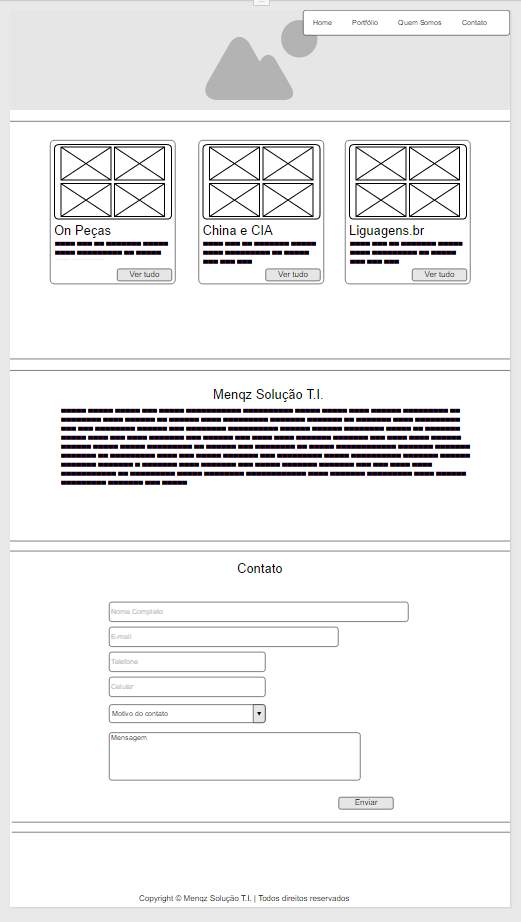 Home Portfólio Quem Somos Contato
On Peças
Ver tudo
China e CIA
Ver tudo
Liguagens.br
Ver tudo
Menqz Solução T.I.
Contato
Nome Completo
E-mail
Telefone
Celular
Motivo do contato
Mensagem
Enviar
Copyright © Menqz Solução T.I. | Todos direitos reservados